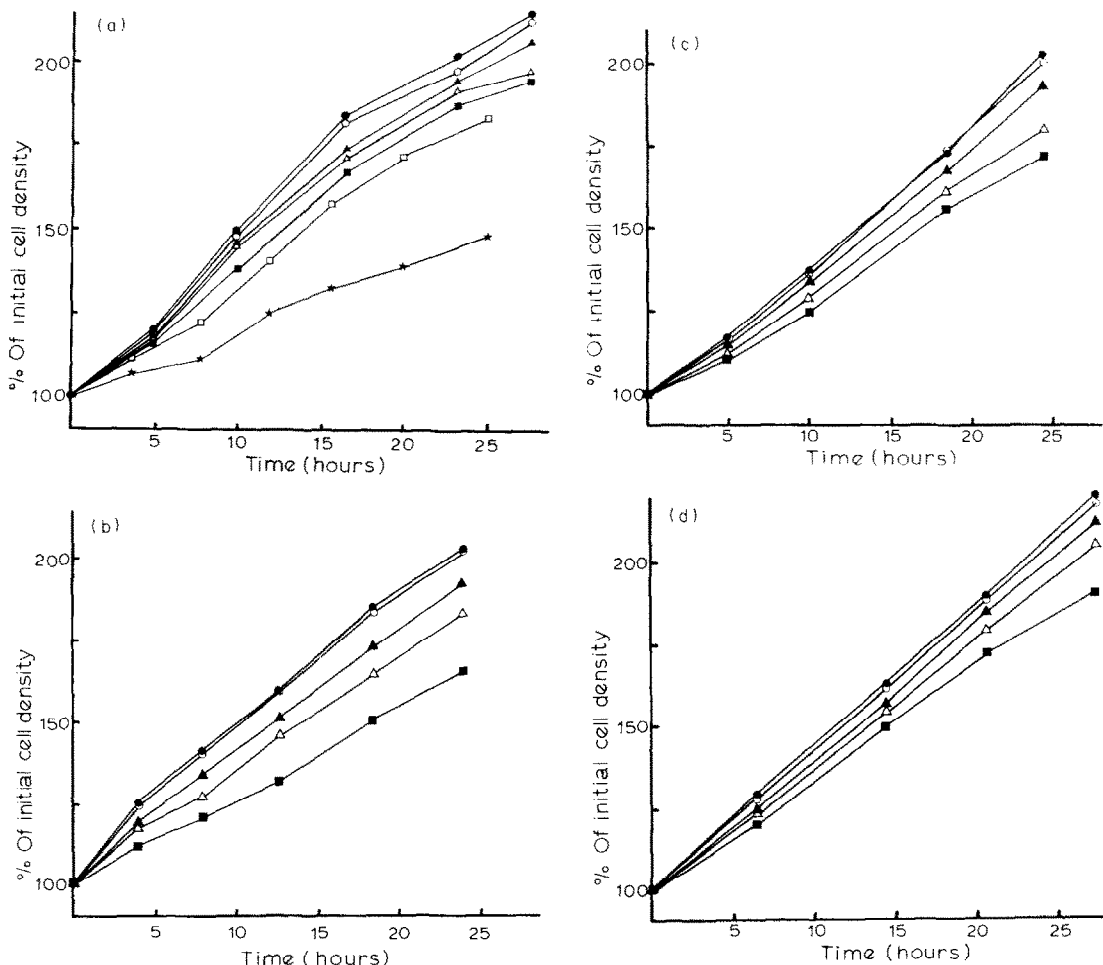 (a)
% Of initial cell density
200
150
100
5 10 15 20 25
Time (hours)
(c)
% Of initial cell density
200
150
100
5 10 15 20 25
Time (hours)
(b)
% Of initial cell density
200
150
100
5 10 15 20 25
Time (hours)
(d)
% Of initial cell density
200
150
100
5 10 15 20 25
Time (hours)